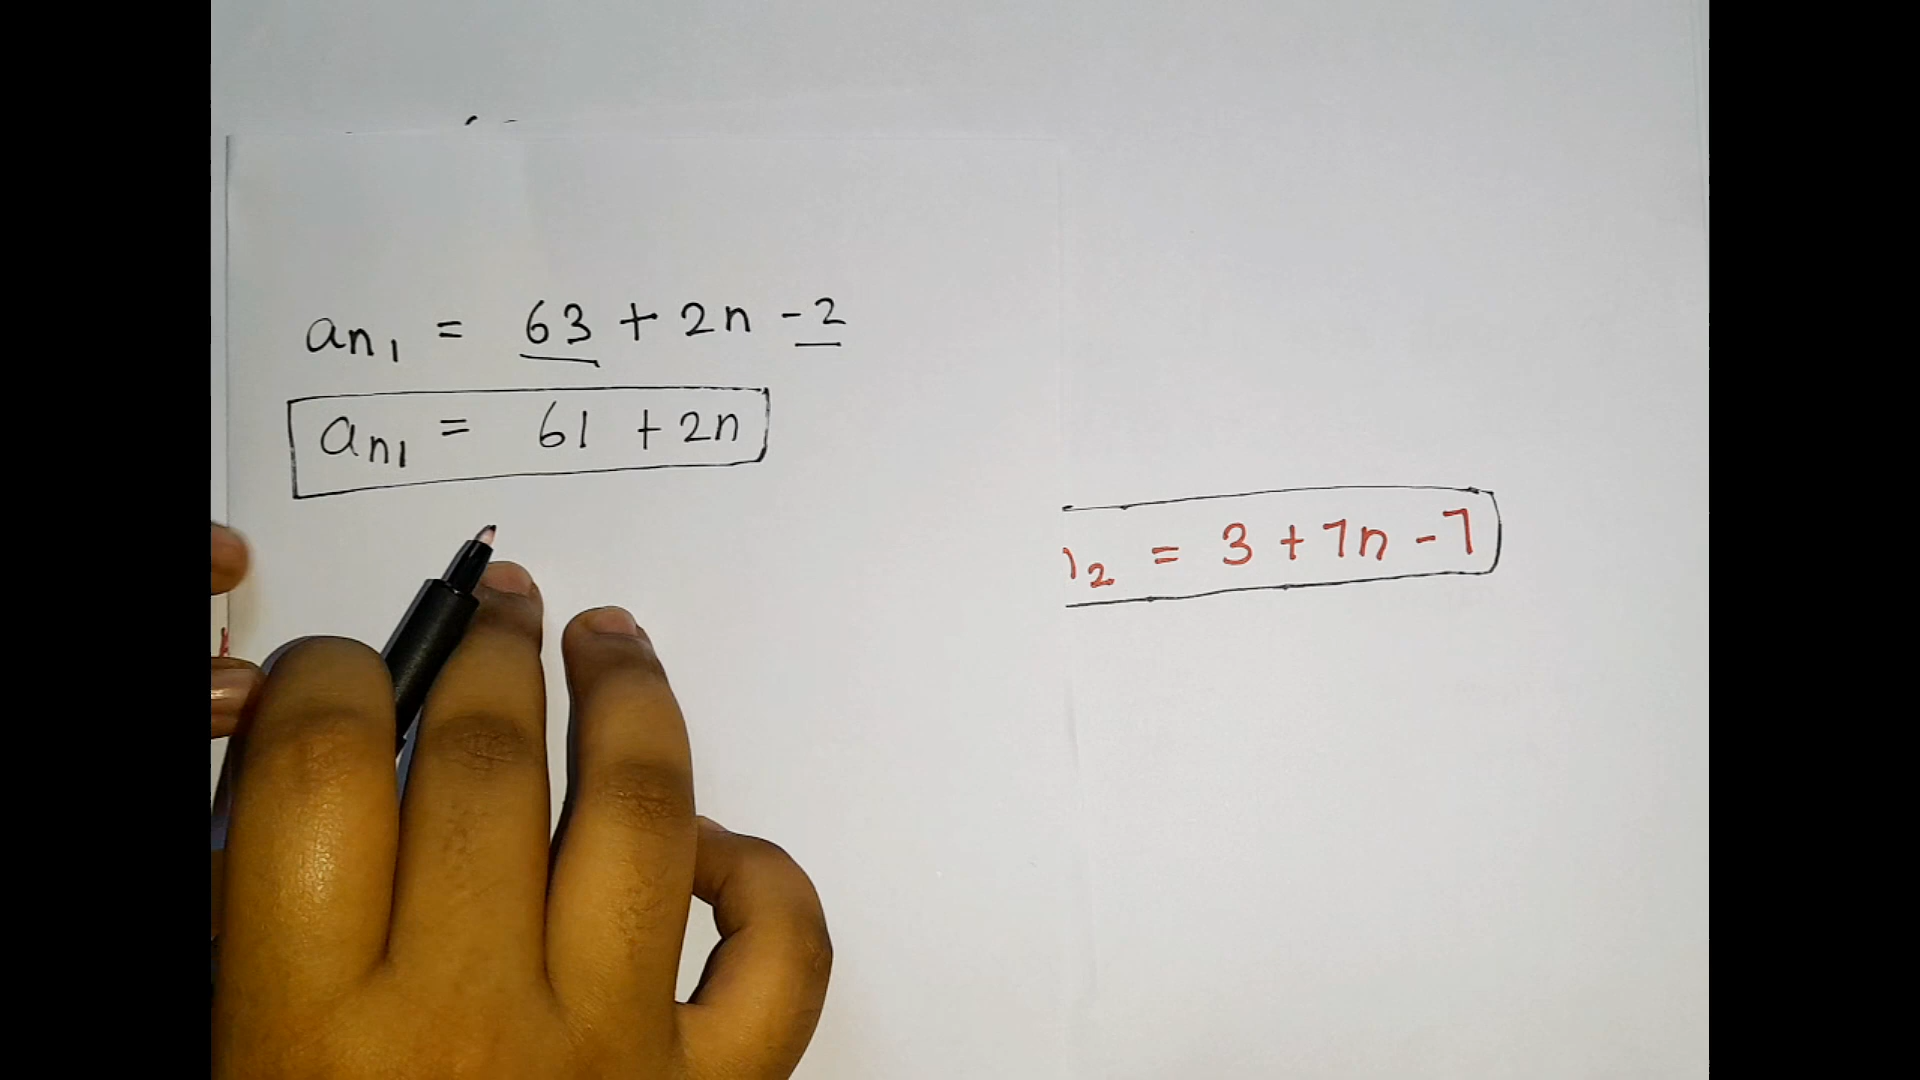 an₁ = 63 + 2n - 2
an₁ = 61 + 2n
₂ = 3 + 7n - 7